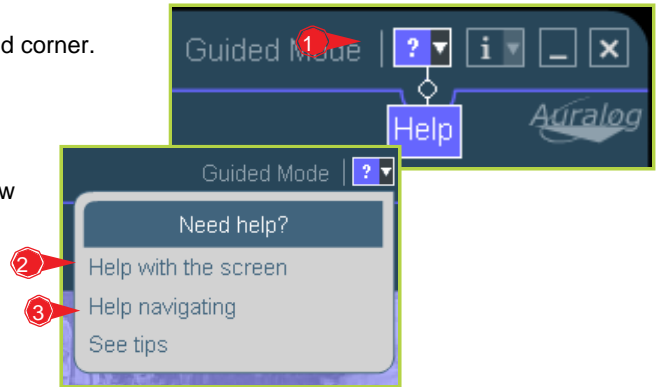 d corner.
Guided Mode
1
?
i
Help
Auralog
w
Guided Mode
?
Need help?
2
Help with the screen
3
Help navigating
See tips